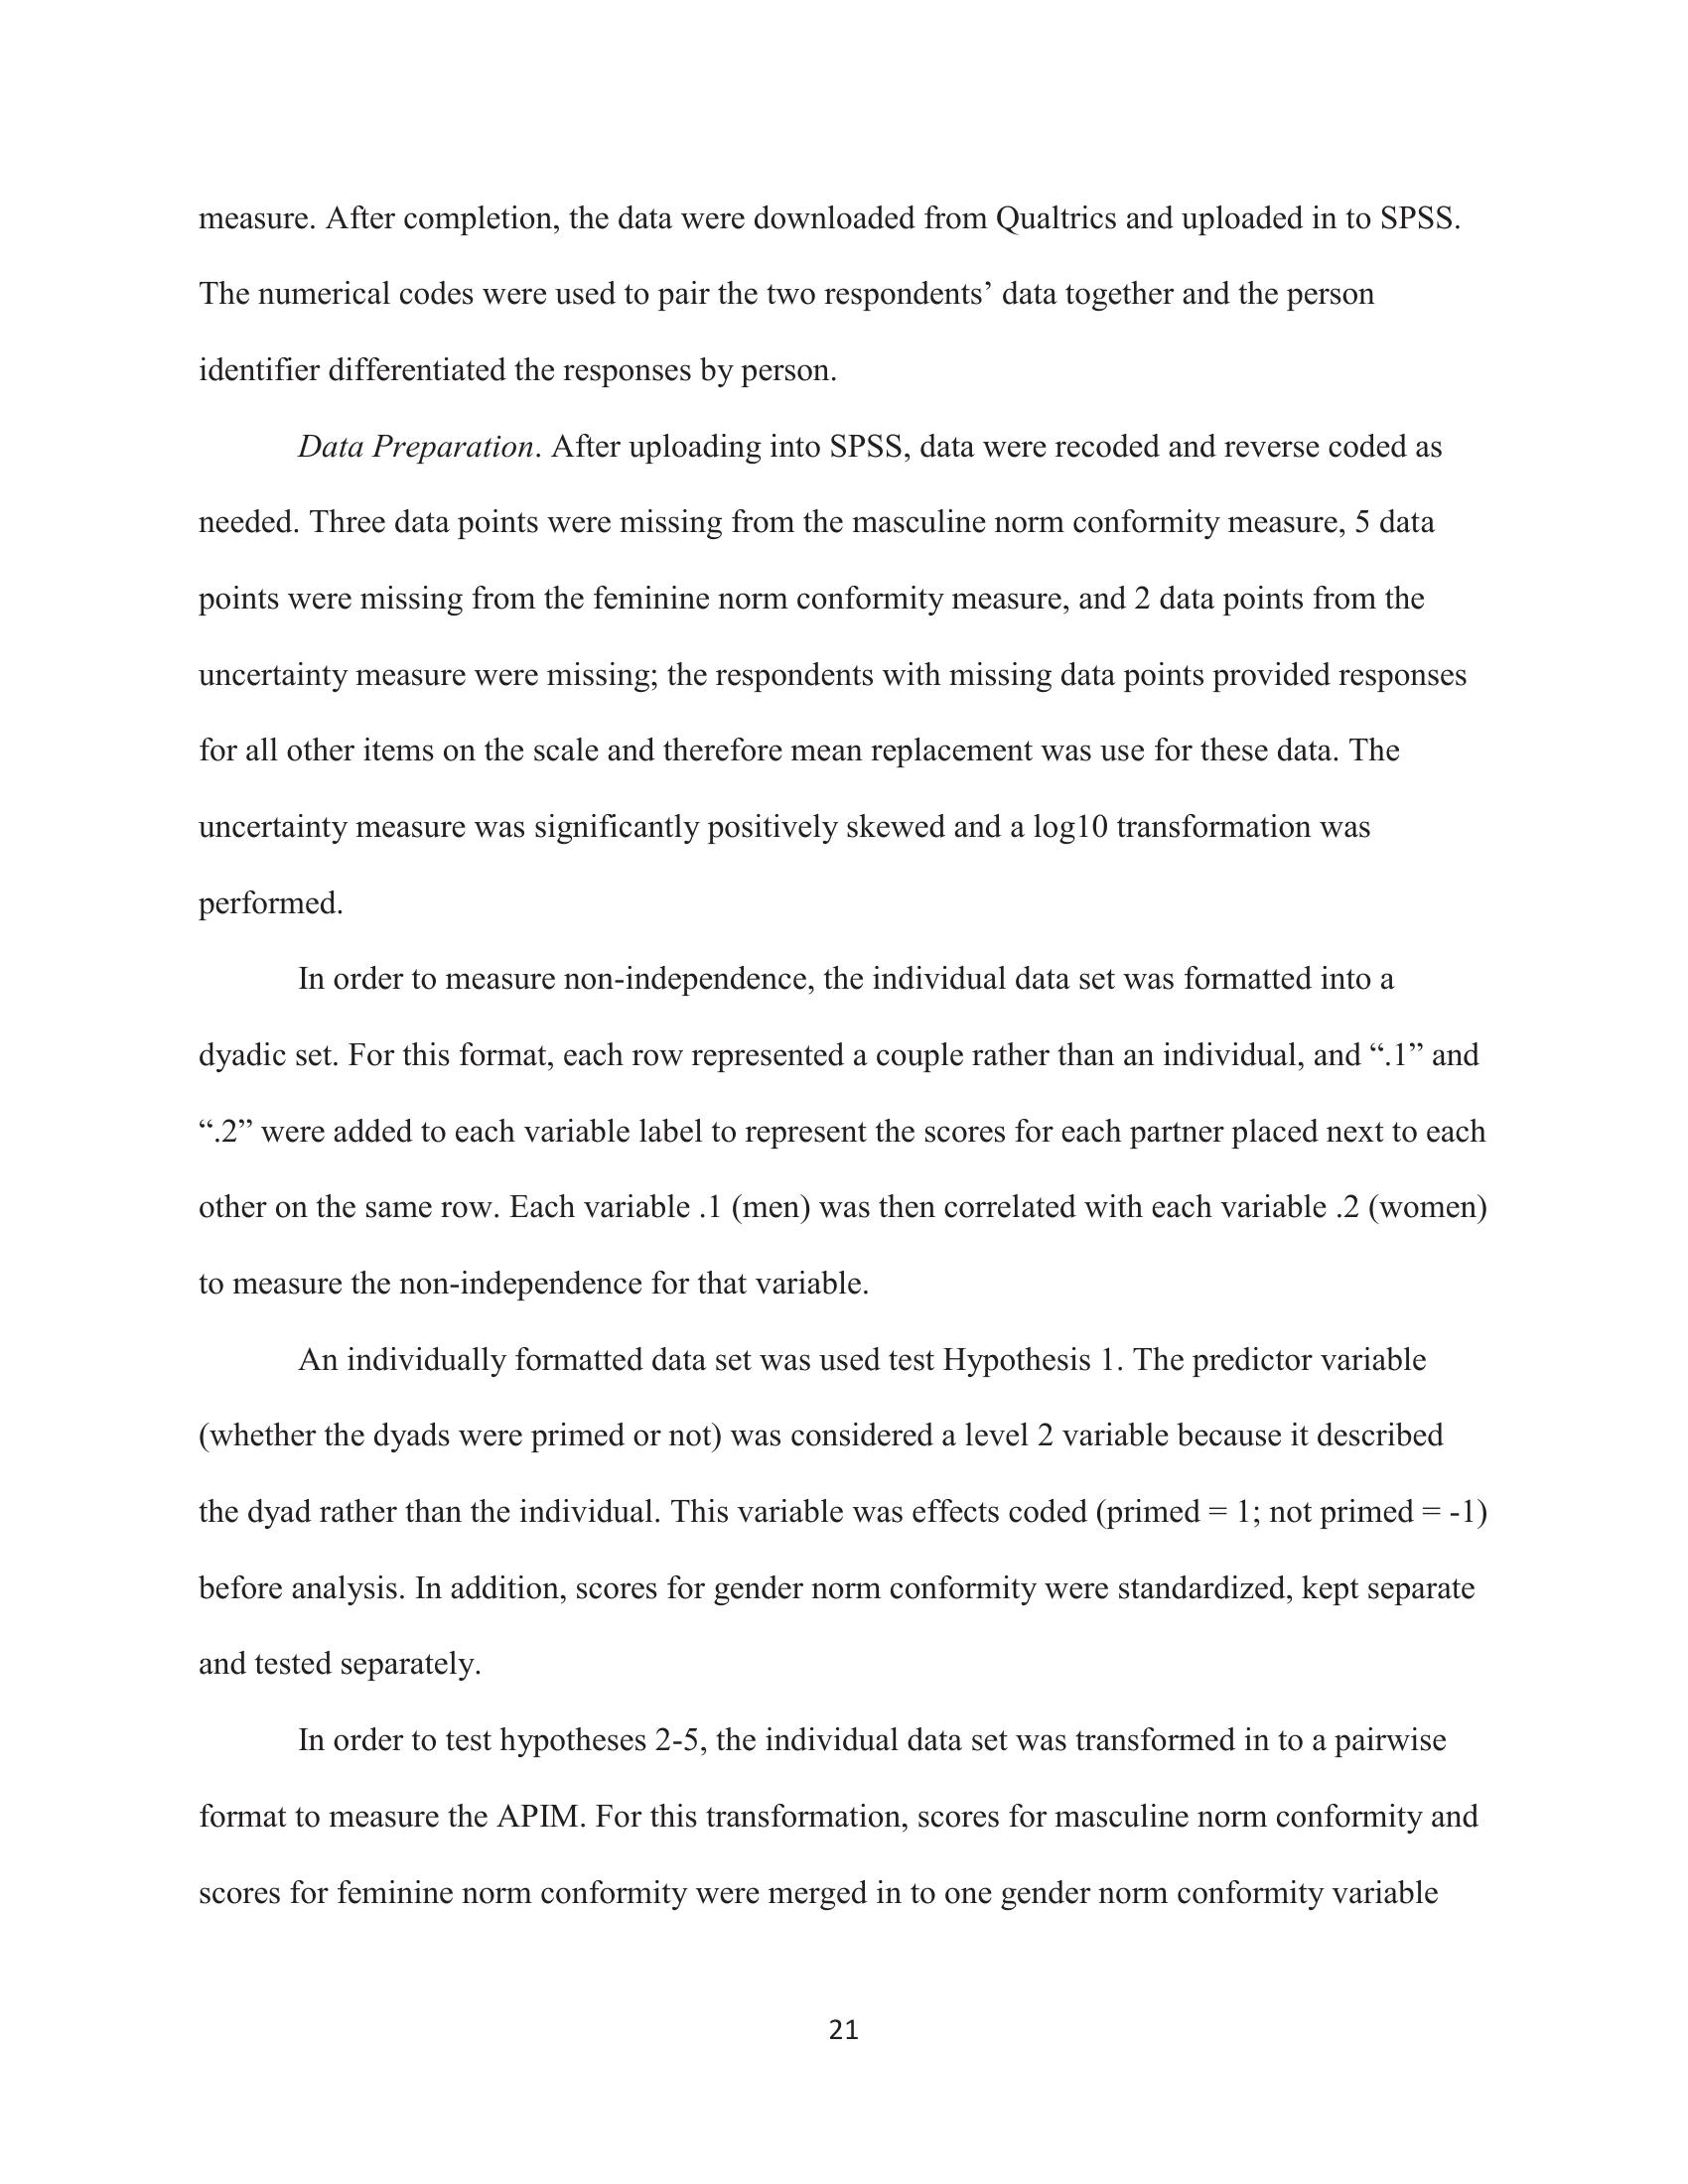 measure. After completion, the data were downloaded from Qualtrics and uploaded in to SPSS.
The numerical codes were used to pair the two respondents’ data together and the person
identifier differentiated the responses by person.
Data Preparation. After uploading into SPSS, data were recoded and reverse coded as
needed. Three data points were missing from the masculine norm conformity measure, 5 data
points were missing from the feminine norm conformity measure, and 2 data points from the
uncertainty measure were missing; the respondents with missing data points provided responses
for all other items on the scale and therefore mean replacement was use for these data. The
uncertainty measure was significantly positively skewed and a log10 transformation was
performed.
In order to measure non-independence, the individual data set was formatted into a
dyadic set. For this format, each row represented a couple rather than an individual, and “.1” and
“.2” were added to each variable label to represent the scores for each partner placed next to each
other on the same row. Each variable .1 (men) was then correlated with each variable .2 (women)
to measure the non-independence for that variable.
An individually formatted data set was used test Hypothesis 1. The predictor variable
(whether the dyads were primed or not) was considered a level 2 variable because it described
the dyad rather than the individual. This variable was effects coded (primed = 1; not primed = -1)
before analysis. In addition, scores for gender norm conformity were standardized, kept separate
and tested separately.
In order to test hypotheses 2-5, the individual data set was transformed in to a pairwise
format to measure the APIM. For this transformation, scores for masculine norm conformity and
scores for feminine norm conformity were merged in to one gender norm conformity variable
21